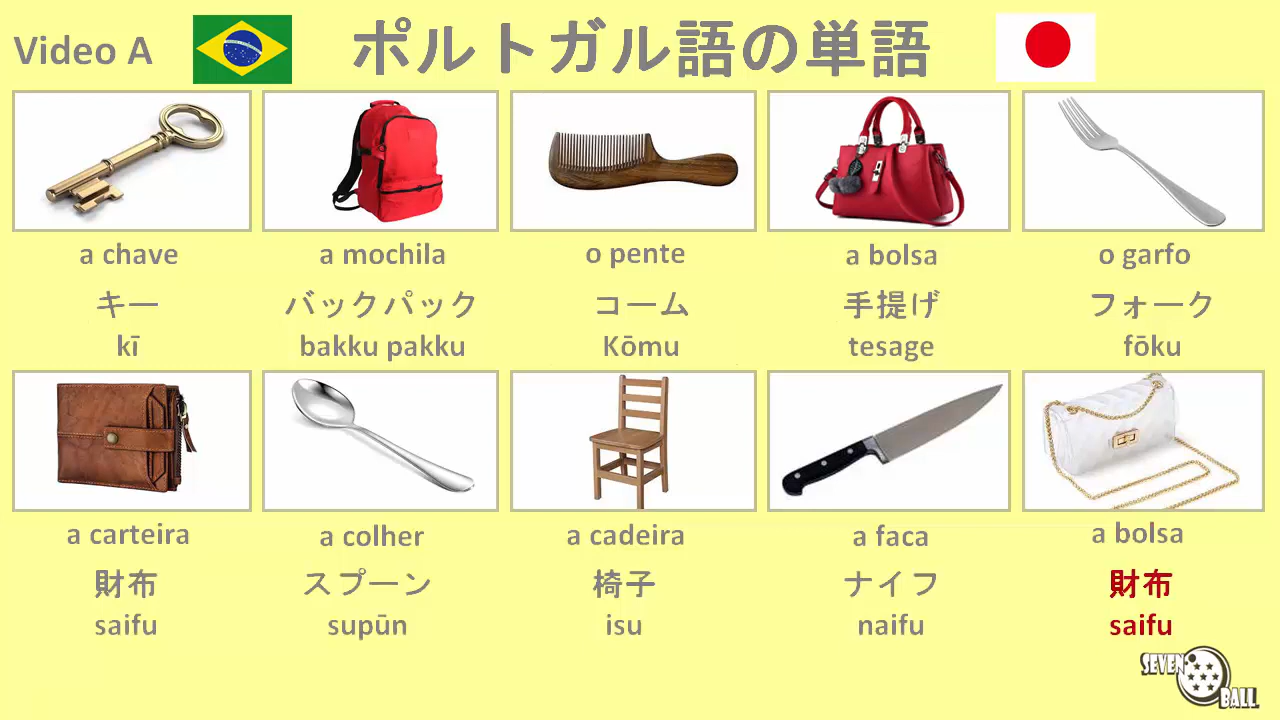 Video A
ポルトガル語の単語
a chave
a mochila
o pente
a bolsa
o garfo
キー
バックパック
コーム
手提げ
フォーク
kī
bakku pakku
Kōmu
tesage
fōku
a carteira
a colher
a cadeira
a faca
a bolsa
財布
スプーン
椅子
ナイフ
財布
saifu
supūn
isu
naifu
saifu
SEVEN
BALL